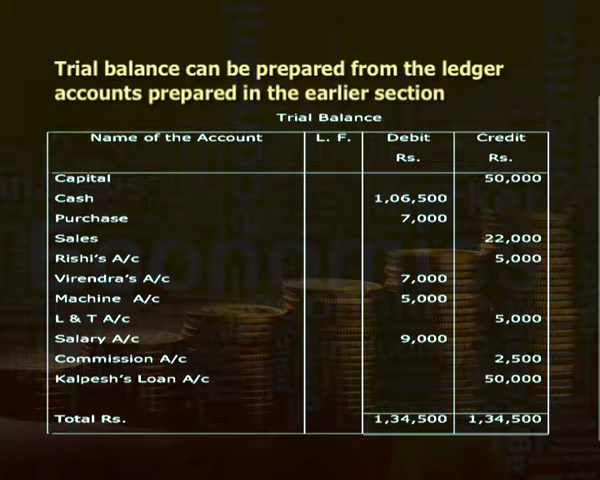 Trial balance can be prepared from the ledger
accounts prepared in the earlier section
Trial Balance
Name of the Account L. F. Debit Credit
Rs. Rs.
Capital 50,000
Cash 1,06,500
Purchase 7,000
Sales 22,000
Rishi's A/c 5,000
Virendra's A/c 7,000
Machine A/c 5,000
L & T A/c 5,000
Salary A/c 9,000
Commission A/c 2,500
Kalpesh's Loan A/c 50,000
Total Rs. 1,34,500 1,34,500